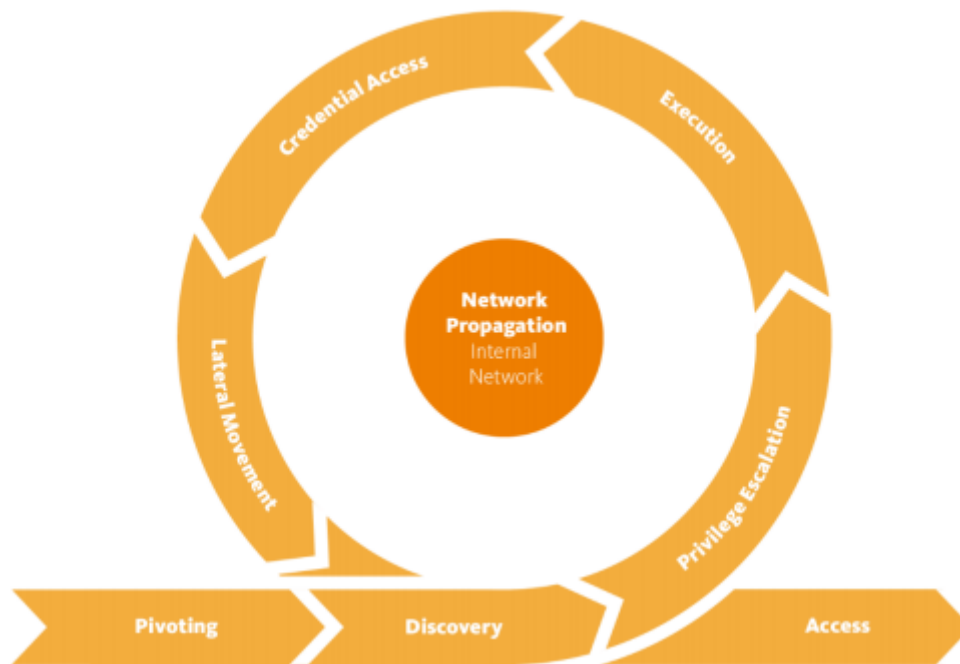 Credential Access
Execution
Network
Propagation
Internal
Network
Lateral Movement
Privilege Escalation
Pivoting
Discovery
Access